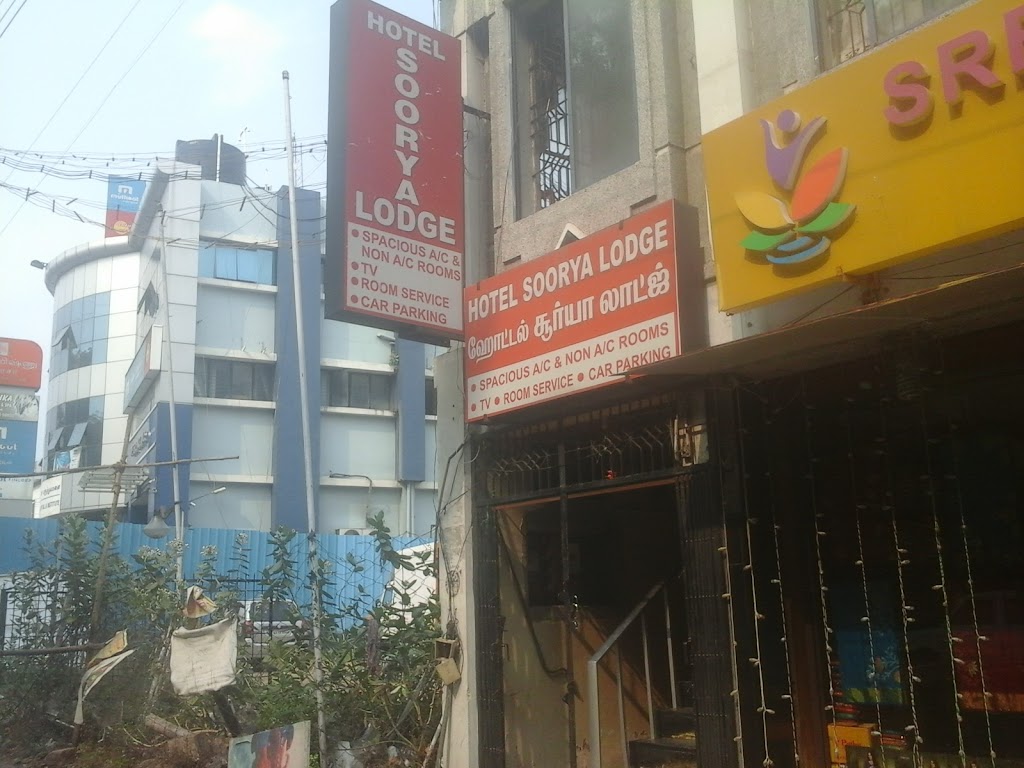 HOTEL
SOORYA
LODGE
• SPACIOUS A/C &
NON A/C ROOMS
• TV
• ROOM SERVICE
• CAR PARKING
HOTEL SOORYA LODGE
ஹோட்டல் சூர்யா லாட்ஜ்
• SPACIOUS A/C & NON A/C ROOMS
• TV • ROOM SERVICE • CAR PARKING